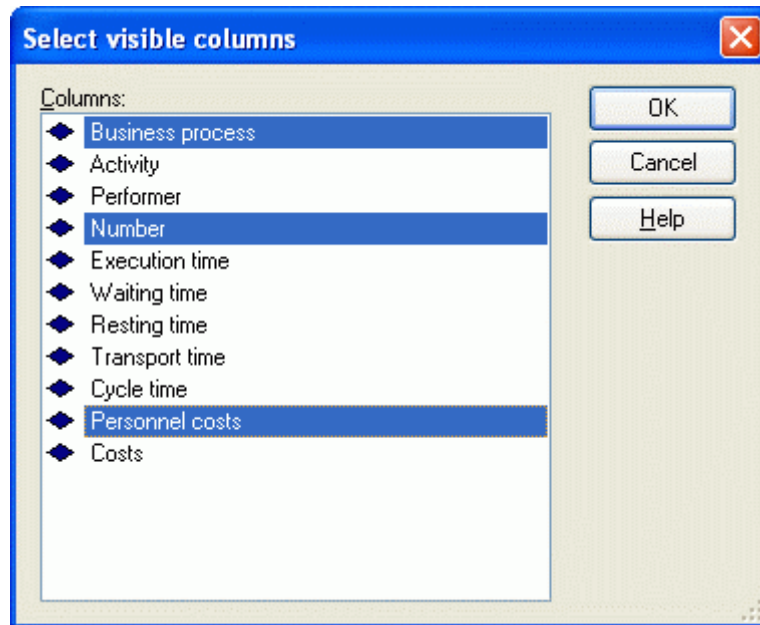 Select visible columns
Columns:
Business process
Activity
Performer
Number
Execution time
Waiting time
Resting time
Transport time
Cycle time
Personnel costs
Costs
OK
Cancel
Help